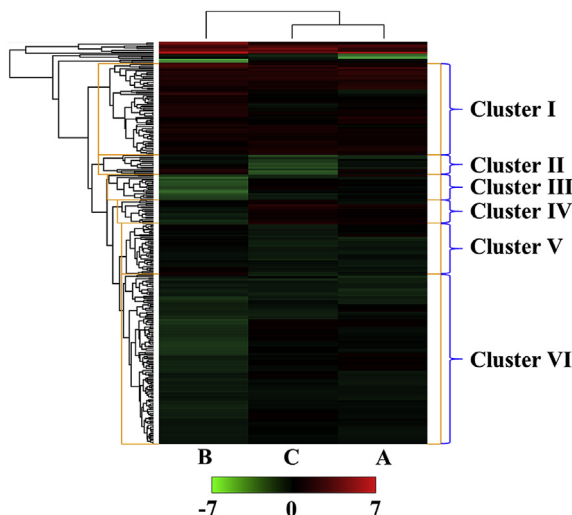 Cluster I
Cluster II
Cluster III
Cluster IV
Cluster V
Cluster VI
B C A
-7 0 7